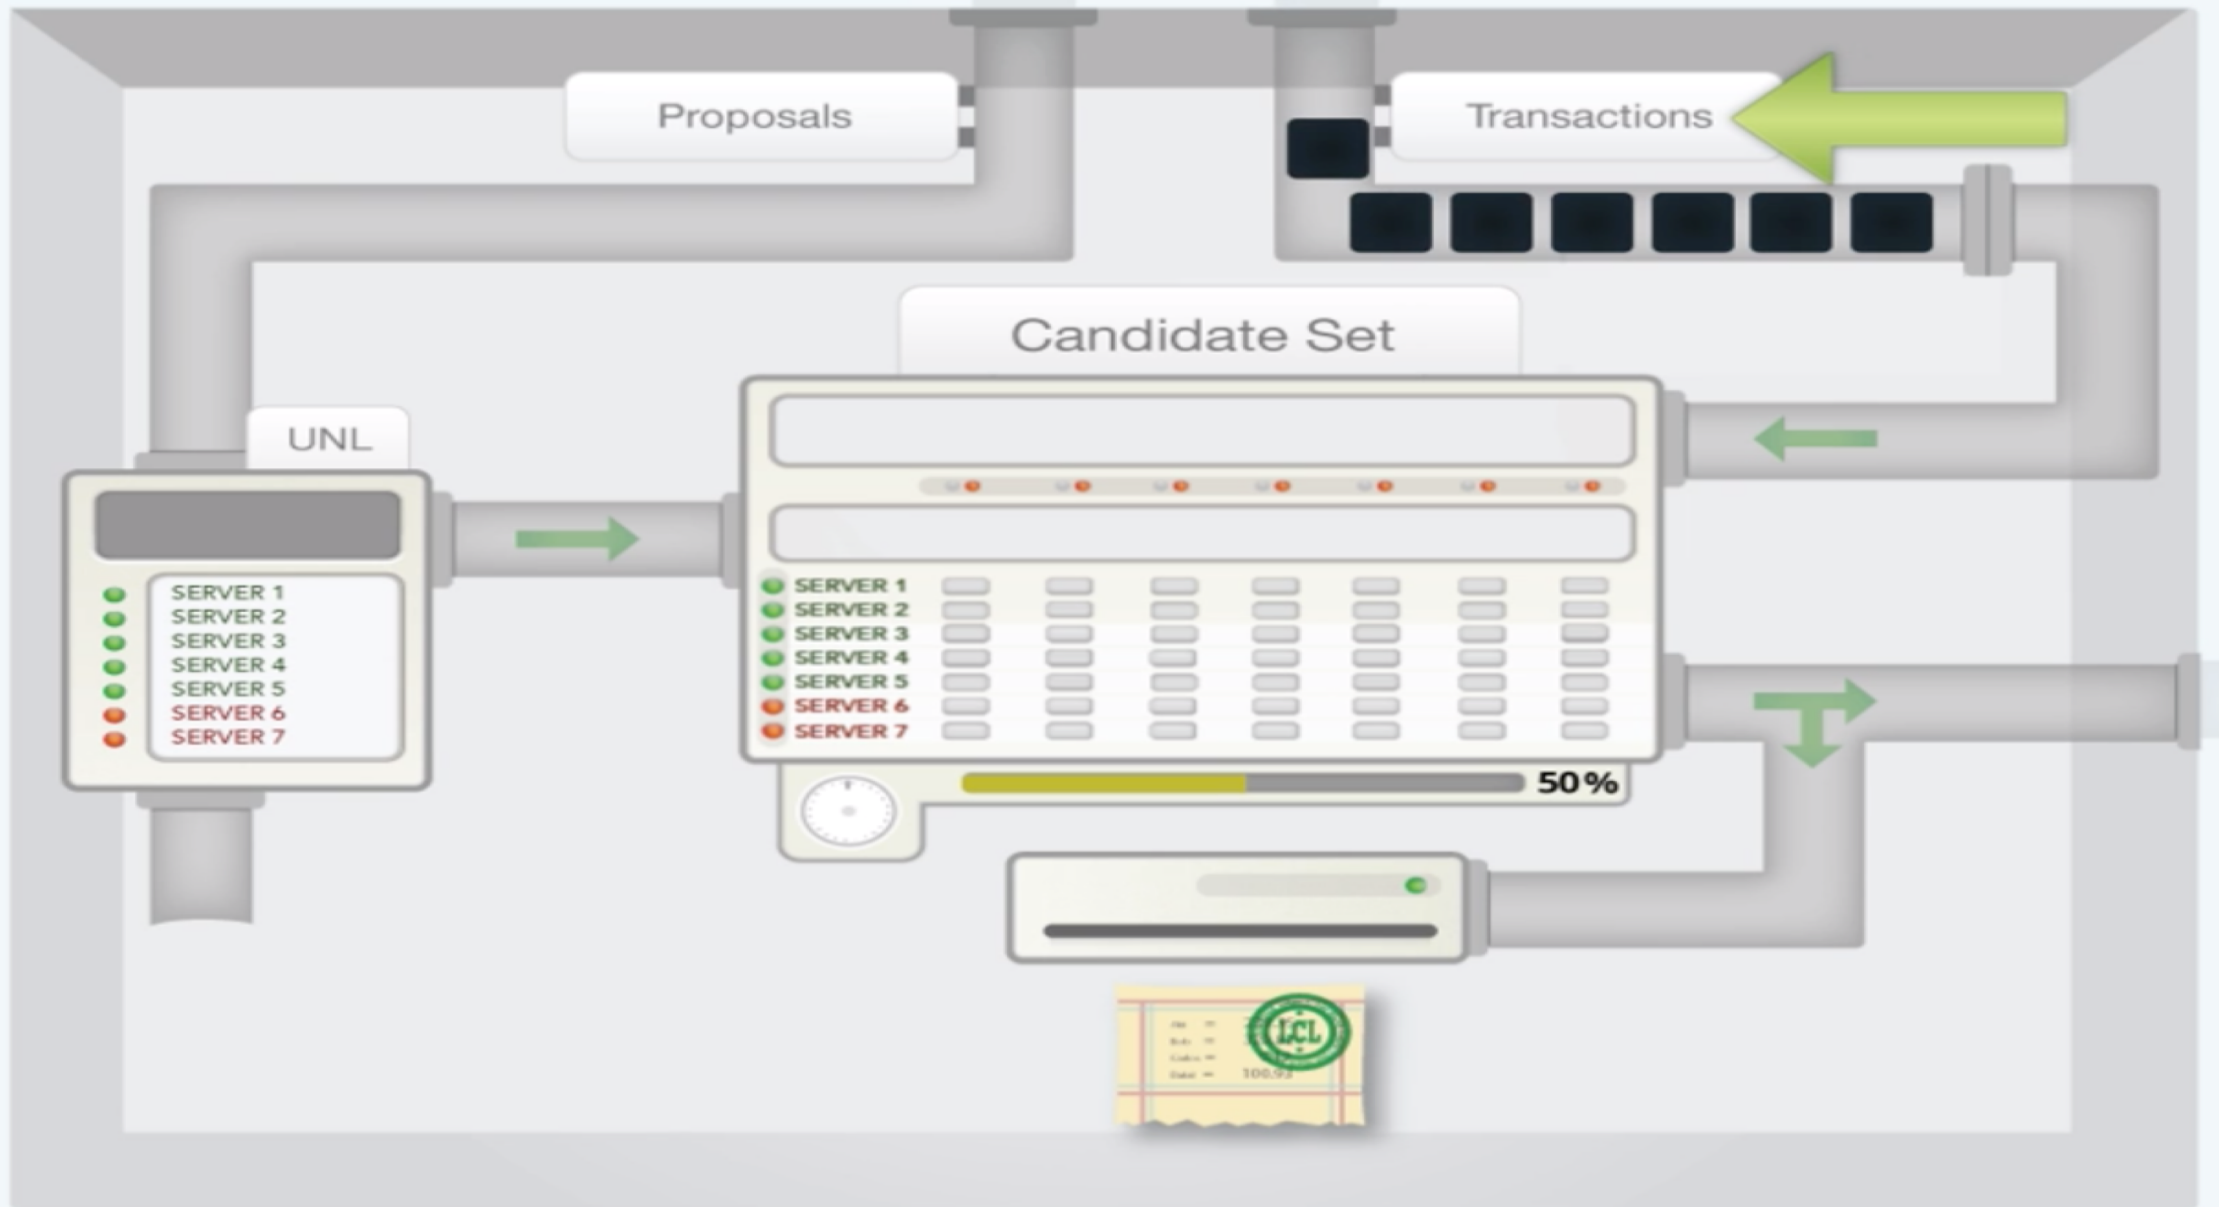 Proposals
Transactions
Candidate Set
UNL
SERVER 1
SERVER 2
SERVER 3
SERVER 4
SERVER 5
SERVER 6
SERVER 7
SERVER 1
SERVER 2
SERVER 3
SERVER 4
SERVER 5
SERVER 6
SERVER 7
50%
LCL